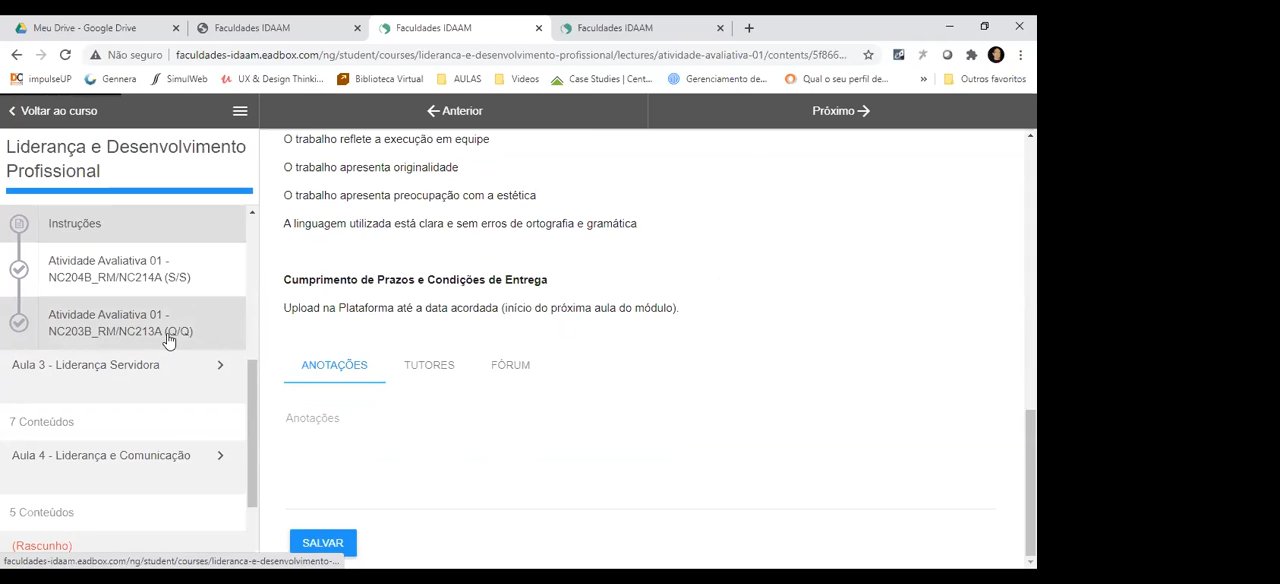 Meu Drive - Google Drive
Faculdades IDAAM
Faculdades IDAAM
Faculdades IDAAM
Não seguro
faculdades-idaam.eadbox.com/ng/student/courses/lideranca-e-desenvolvimento-profissional/lectures/atividade-avaliativa-01/contents/5f866...
impulseUP
Gennera
SimulWeb
UX & Design Thinki...
Biblioteca Virtual
AULAS
Videos
Case Studies | Cent...
Gerenciamento de...
Qual o seu perfil de...
»
Outros favoritos
Voltar ao curso
Anterior
Próximo
Liderança e Desenvolvimento
Profissional
Instruções
Atividade Avaliativa 01 -
NC204B_RM/NC214A (S/S)
Atividade Avaliativa 01 -
NC203B_RM/NC213A (Q/Q)
Aula 3 - Liderança Servidora
7 Conteúdos
Aula 4 - Liderança e Comunicação
5 Conteúdos
(Rascunho)
O trabalho reflete a execução em equipe
O trabalho apresenta originalidade
O trabalho apresenta preocupação com a estética
A linguagem utilizada está clara e sem erros de ortografia e gramática
Cumprimento de Prazos e Condições de Entrega
Upload na Plataforma até a data acordada (início do próxima aula do módulo).
ANOTAÇÕES
TUTORES
FÓRUM
Anotações
SALVAR
faculdades-idaam.eadbox.com/ng/student/courses/lideranca-e-desenvolvimento-...